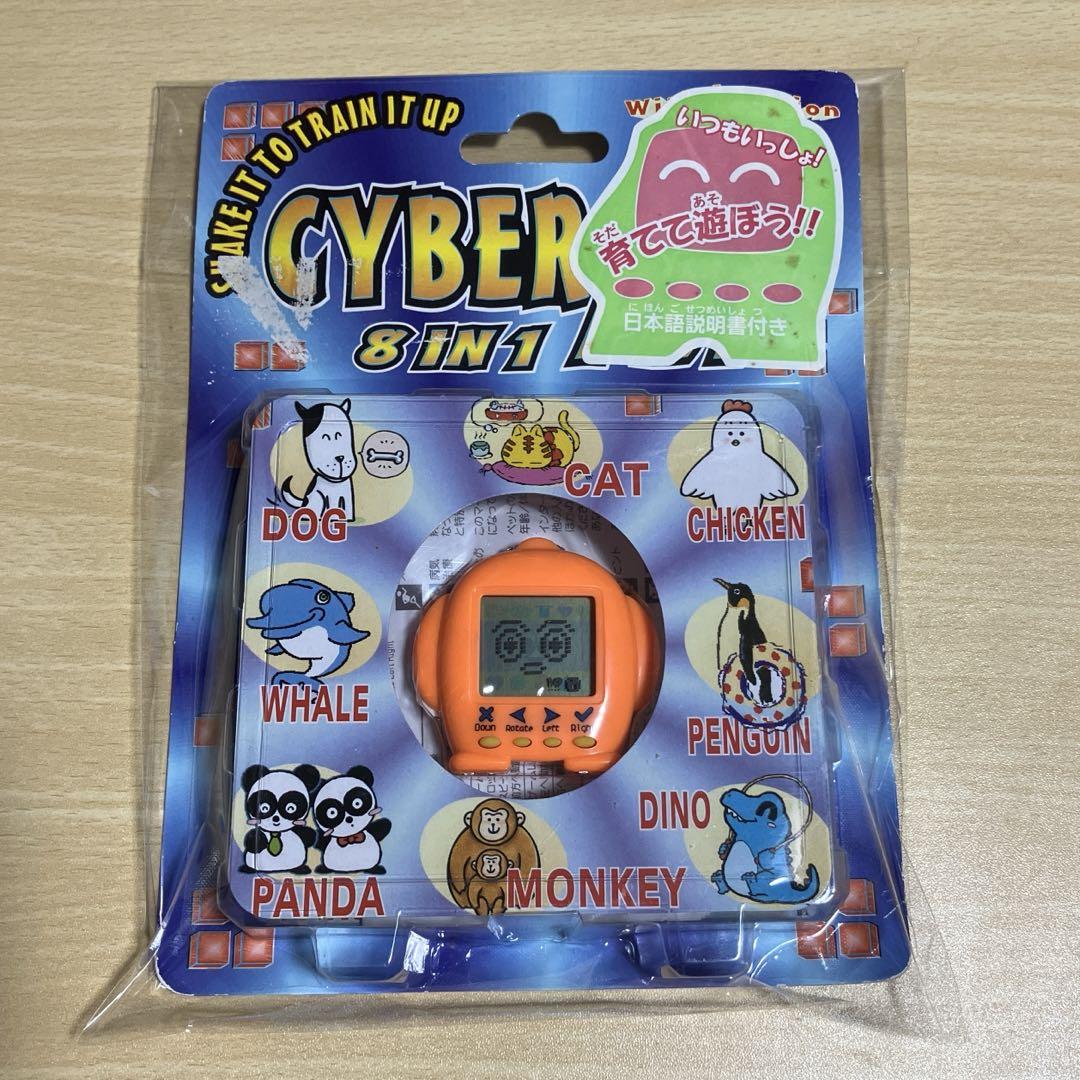 SHAKE IT TO TRAIN IT UP
いつもいっしょ!
そだ あそ
育てて遊ぼう!!
に ほん ご せつめいしょ つ
日本語説明書付き
CYBER
8 IN 1
DOG
CAT
CHICKEN
WHALE
PENGUIN
Down Rotate Left Righ
PANDA
MONKEY
DINO